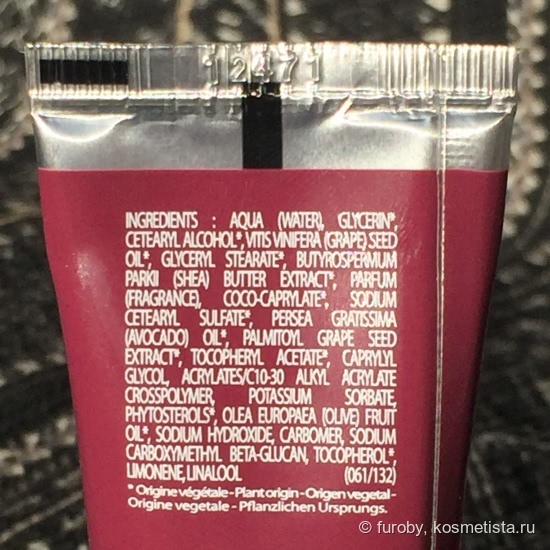 12471
INGREDIENTS : AQUA (WATER), GLYCERIN*,
CETEARYL ALCOHOL*, VITIS VINIFERA (GRAPE) SEED
OIL*, GLYCERYL STEARATE*, BUTYROSPERMUM
PARKII (SHEA) BUTTER EXTRACT*, PARFUM
(FRAGRANCE), COCO-CAPRYLATE*, SODIUM
CETEARYL SULFATE*, PERSEA GRATISSIMA
(AVOCADO) OIL*, PALMITOYL GRAPE SEED
EXTRACT*, TOCOPHERYL ACETATE*, CAPRYLYL
GLYCOL, ACRYLATES/C10-30 ALKYL ACRYLATE
CROSSPOLYMER, POTASSIUM SORBATE,
PHYTOSTEROLS*, OLEA EUROPAEA (OLIVE) FRUIT
OIL*, SODIUM HYDROXIDE, CARBOMER, SODIUM
CARBOXYMETHYL BETA-GLUCAN, TOCOPHEROL*,
LIMONENE, LINALOOL (061/132)
* Origine végétale - Plant origin - Origen vegetal -
Origine vegetale - Pflanzlichen Ursprungs.
© furoby, kosmetista.ru